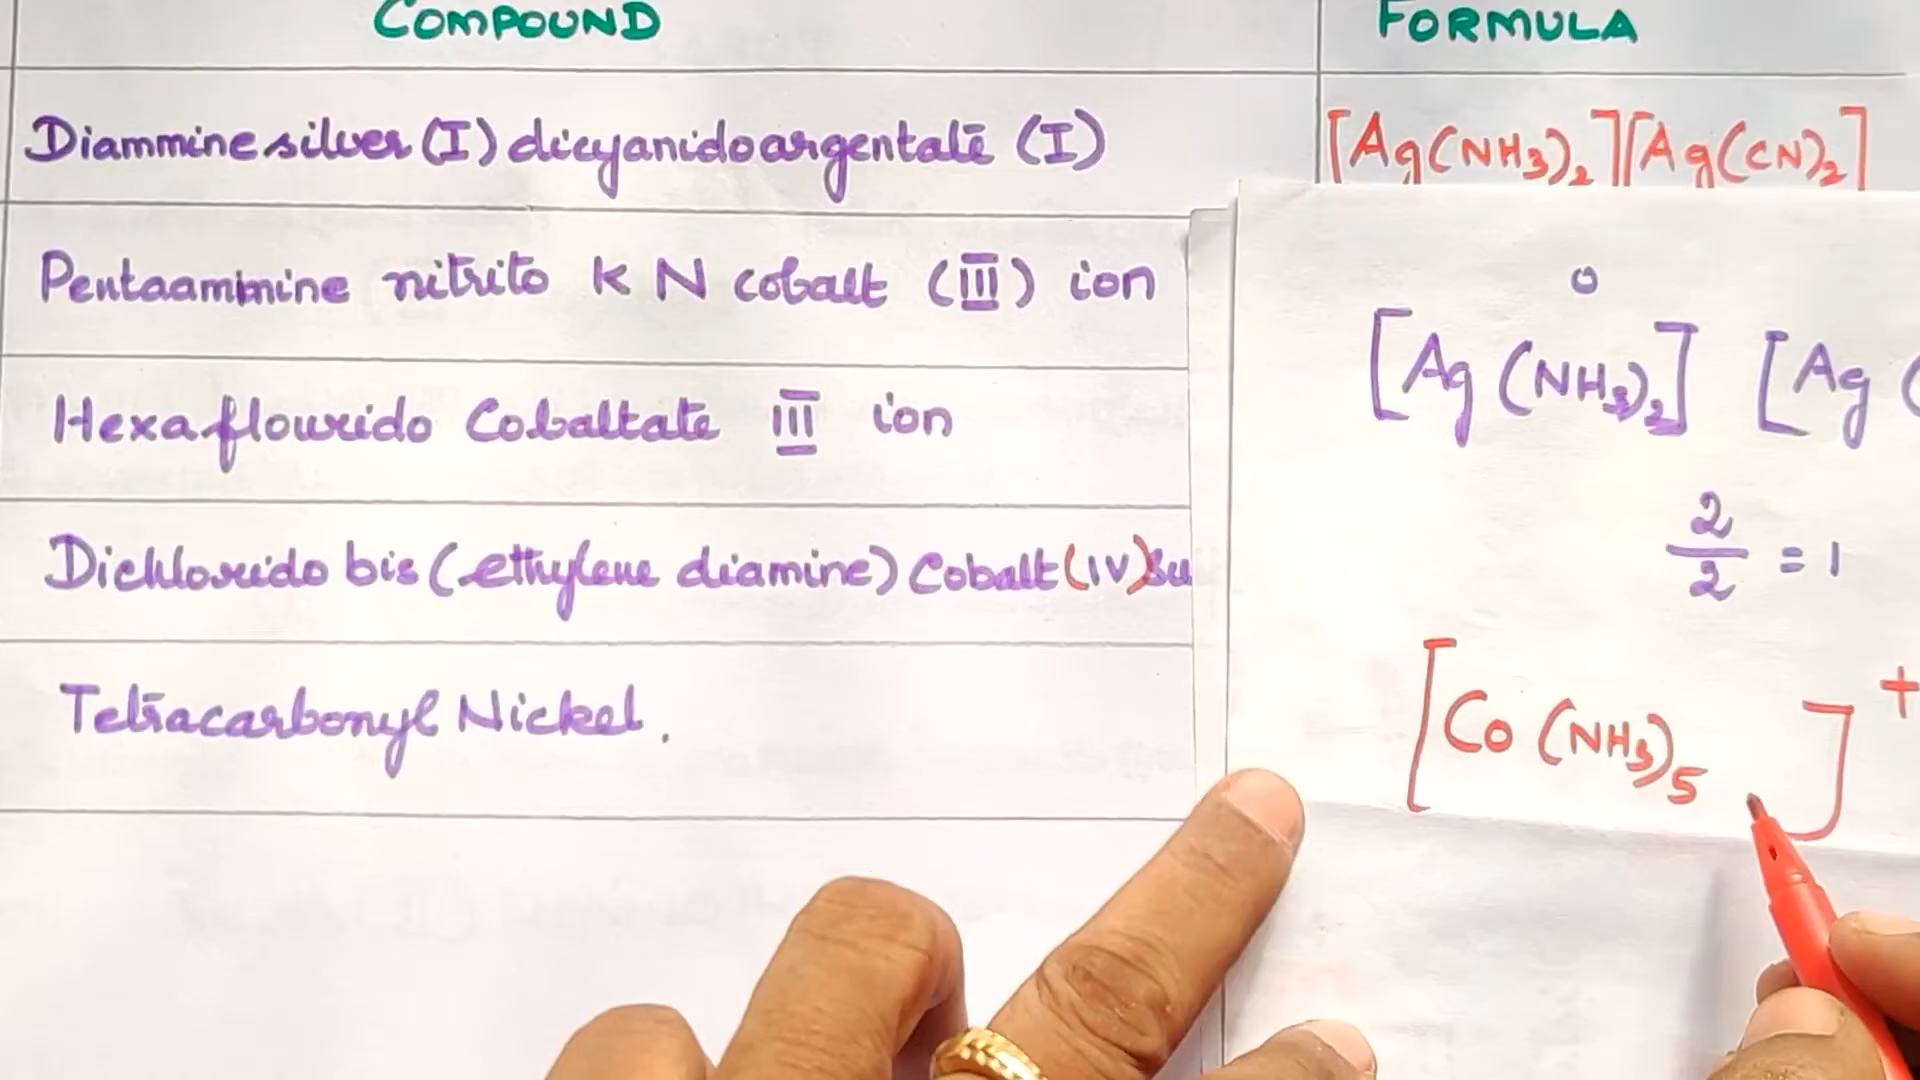 COMPOUND FORMULA
Diamminesilver (I) dicyanidoargentate (I) [Ag(NH3)2][Ag(CN)2]
Pentaammine nitrito K N cobalt (III) ion
Hexaflourido Cobaltate III ion
Dichlorido bis (ethylene diamine) Cobalt (IV) Su
Tetracarbonyl Nickel.
0
[Ag (NH3)2] [Ag (
2/2 = 1
[Co (NH3)5 ] +